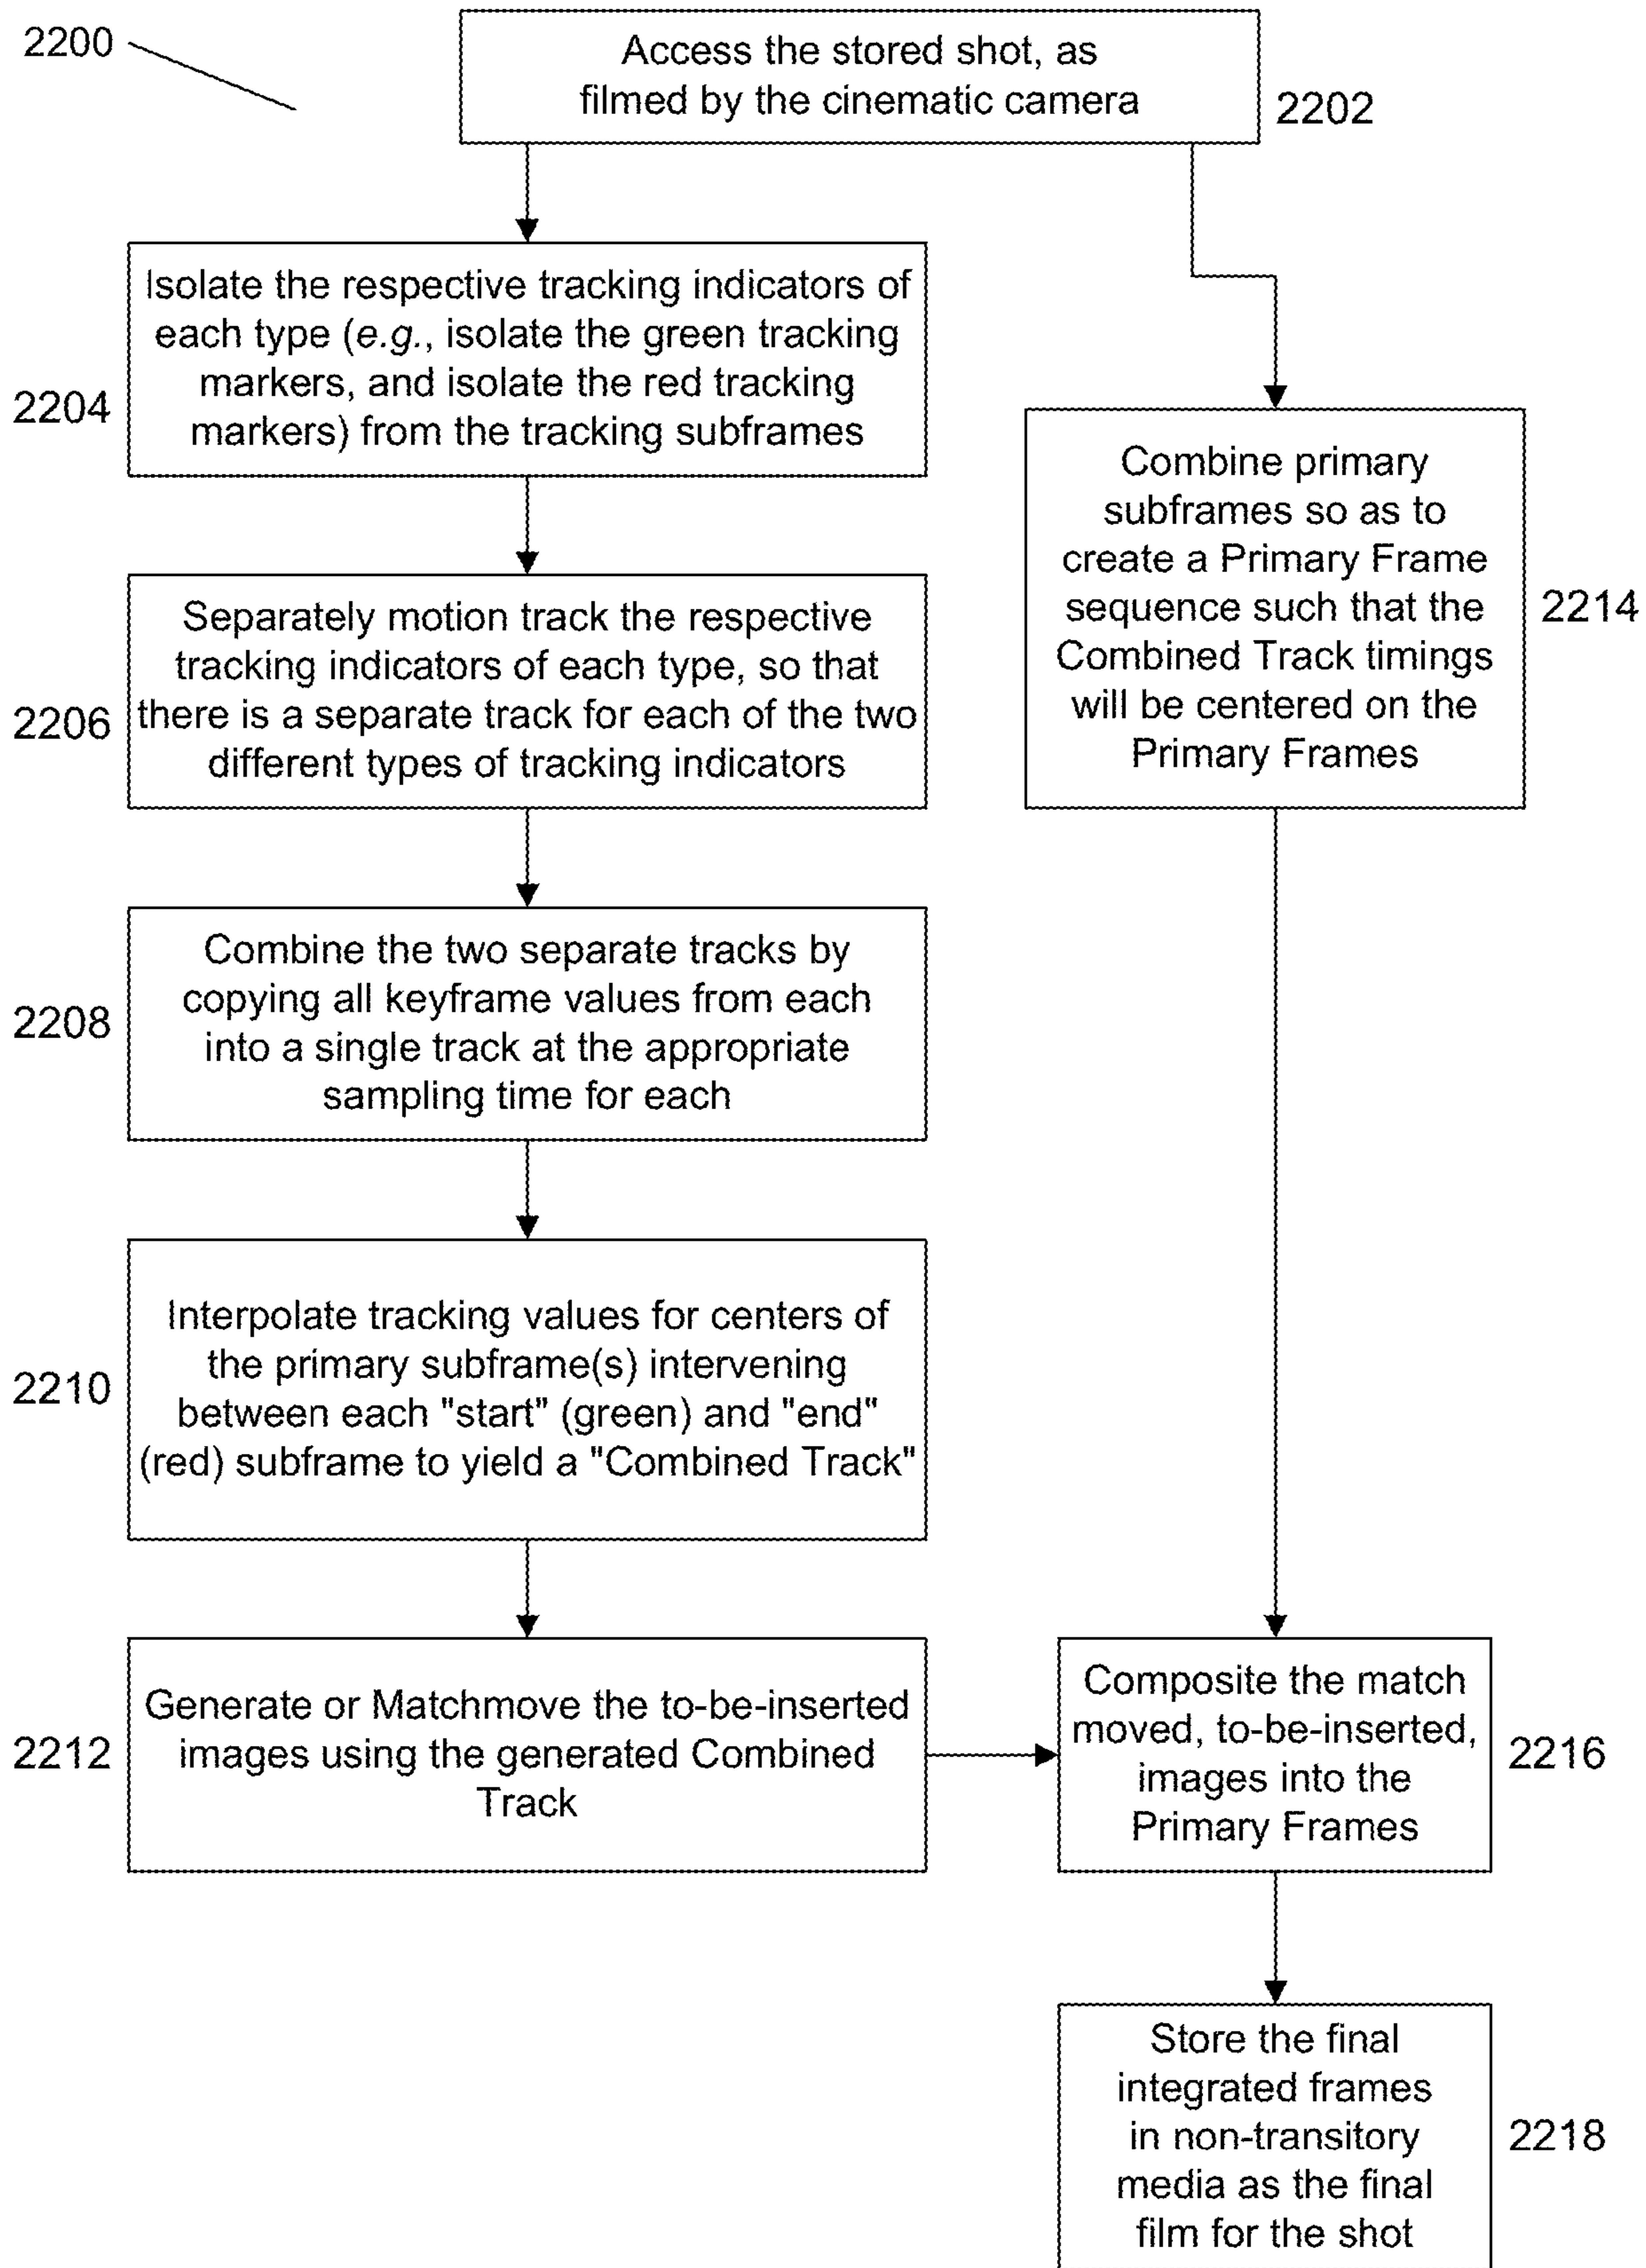 2200
Access the stored shot, as
filmed by the cinematic camera
2202
Isolate the respective tracking indicators of
each type (e.g., isolate the green tracking
markers, and isolate the red tracking
markers) from the tracking subframes
2204
Separately motion track the respective
tracking indicators of each type, so that
there is a separate track for each of the two
different types of tracking indicators
2206
Combine the two separate tracks by
copying all keyframe values from each
into a single track at the appropriate
sampling time for each
2208
Interpolate tracking values for centers of
the primary subframe(s) intervening
between each "start" (green) and "end"
(red) subframe to yield a "Combined Track"
2210
Generate or Matchmove the to-be-inserted
images using the generated Combined
Track
2212
Combine primary
subframes so as to
create a Primary Frame
sequence such that the
Combined Track timings
will be centered on the
Primary Frames
2214
Composite the match
moved, to-be-inserted,
images into the
Primary Frames
2216
Store the final
integrated frames
in non-transitory
media as the final
film for the shot
2218